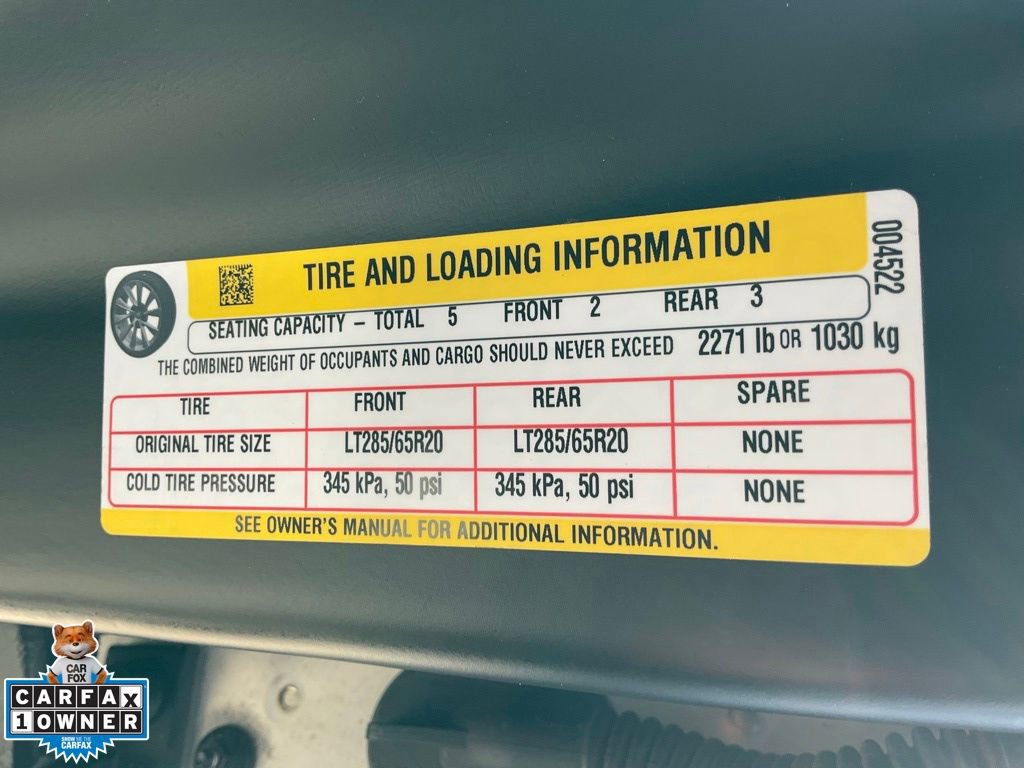 TIRE AND LOADING INFORMATION
004522
SEATING CAPACITY – TOTAL 5 FRONT 2 REAR 3
THE COMBINED WEIGHT OF OCCUPANTS AND CARGO SHOULD NEVER EXCEED 2271 lb OR 1030 kg
TIRE FRONT REAR SPARE
ORIGINAL TIRE SIZE LT285/65R20 LT285/65R20 NONE
COLD TIRE PRESSURE 345 kPa, 50 psi 345 kPa, 50 psi NONE
SEE OWNER'S MANUAL FOR ADDITIONAL INFORMATION.
CAR
FOX
CARFAX
1 OWNER
SHOW ME THE
CARFAX